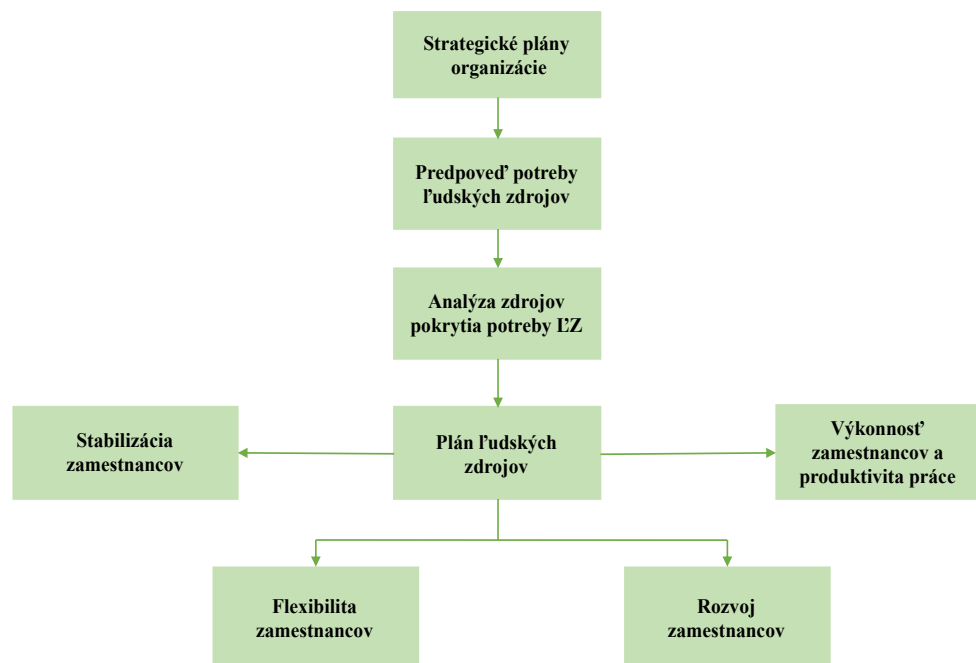 Strategické plány
organizácie
Predpoveď potreby
ľudských zdrojov
Analýza zdrojov
pokrytia potreby ĽZ
Stabilizácia
zamestnancov
Plán ľudských
zdrojov
Výkonnosť
zamestnancov a
produktivita práce
Flexibilita
zamestnancov
Rozvoj
zamestnancov